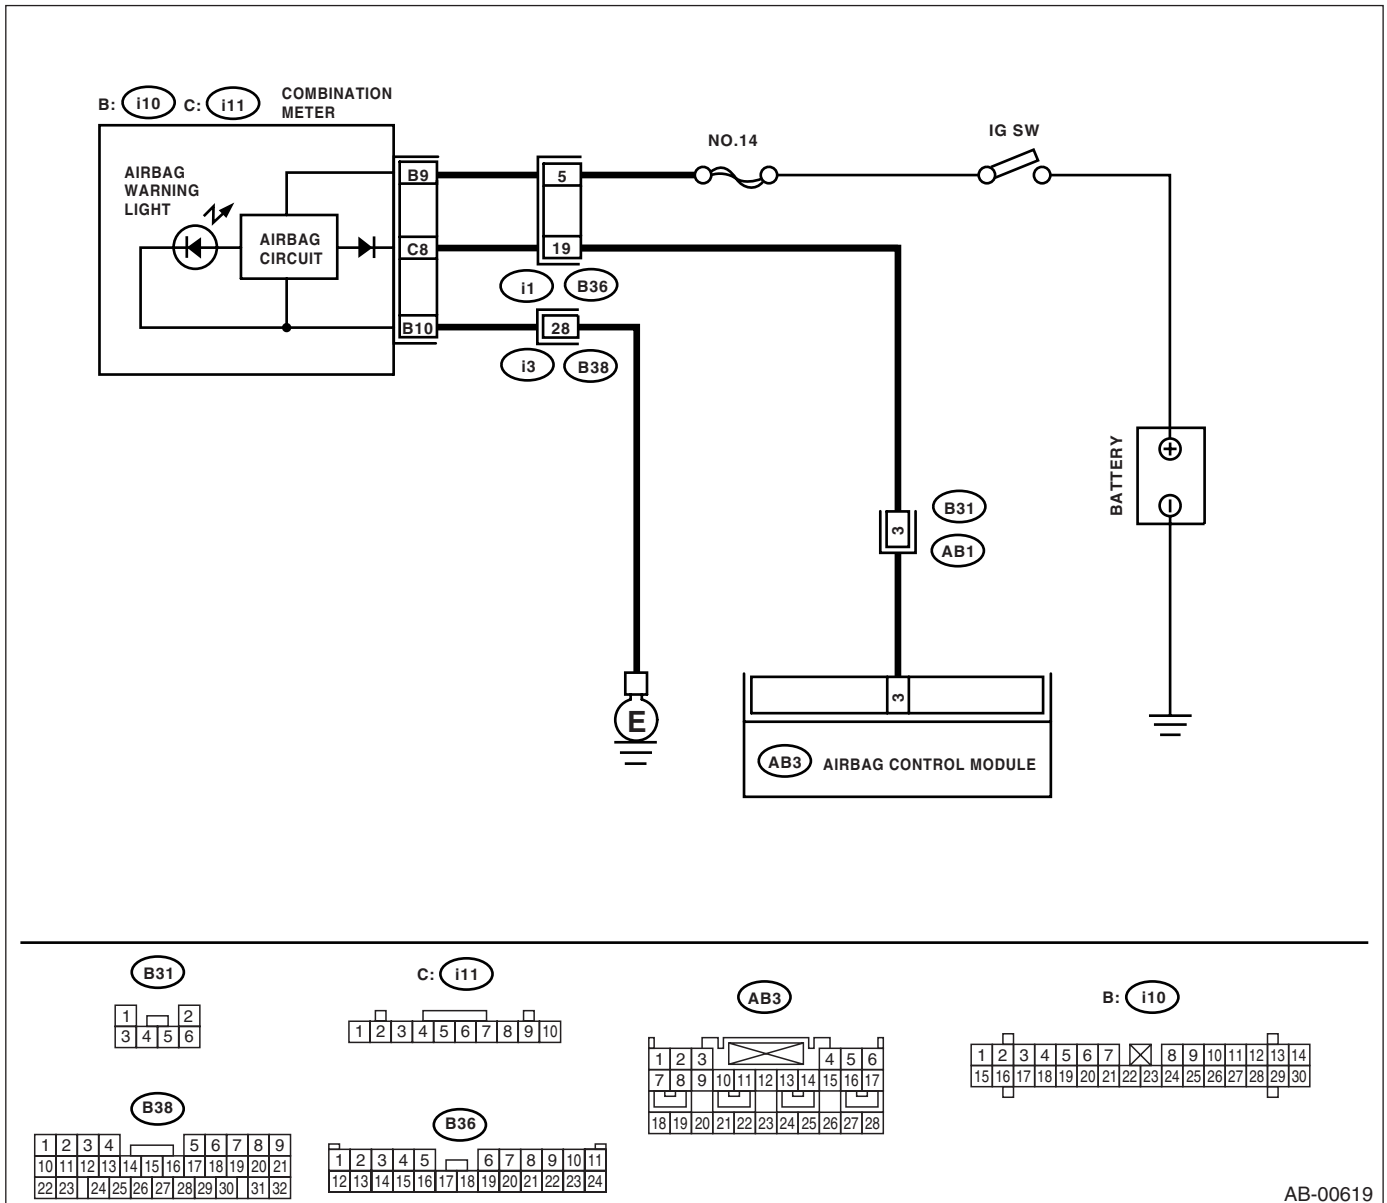 B: i10 C: i11 COMBINATION METER
AIRBAG WARNING LIGHT
AIRBAG CIRCUIT
B9
C8
B10
5
19
i1 B36
28
i3 B38
NO.14
IG SW
BATTERY
+
−
B31
3
AB1
E
3
AB3 AIRBAG CONTROL MODULE
B31
1 2
3 4 5 6
C: i11
1 2 3 4 5 6 7 8 9 10
AB3
1 2 3 4 5 6
7 8 9 10 11 12 13 14 15 16 17
18 19 20 21 22 23 24 25 26 27 28
B: i10
1 2 3 4 5 6 7 8 9 10 11 12 13 14
15 16 17 18 19 20 21 22 23 24 25 26 27 28 29 30
B38
1 2 3 4 5 6 7 8 9
10 11 12 13 14 15 16 17 18 19 20 21
22 23 24 25 26 27 28 29 30 31 32
B36
1 2 3 4 5 6 7 8 9 10 11
12 13 14 15 16 17 18 19 20 21 22 23 24
AB-00619